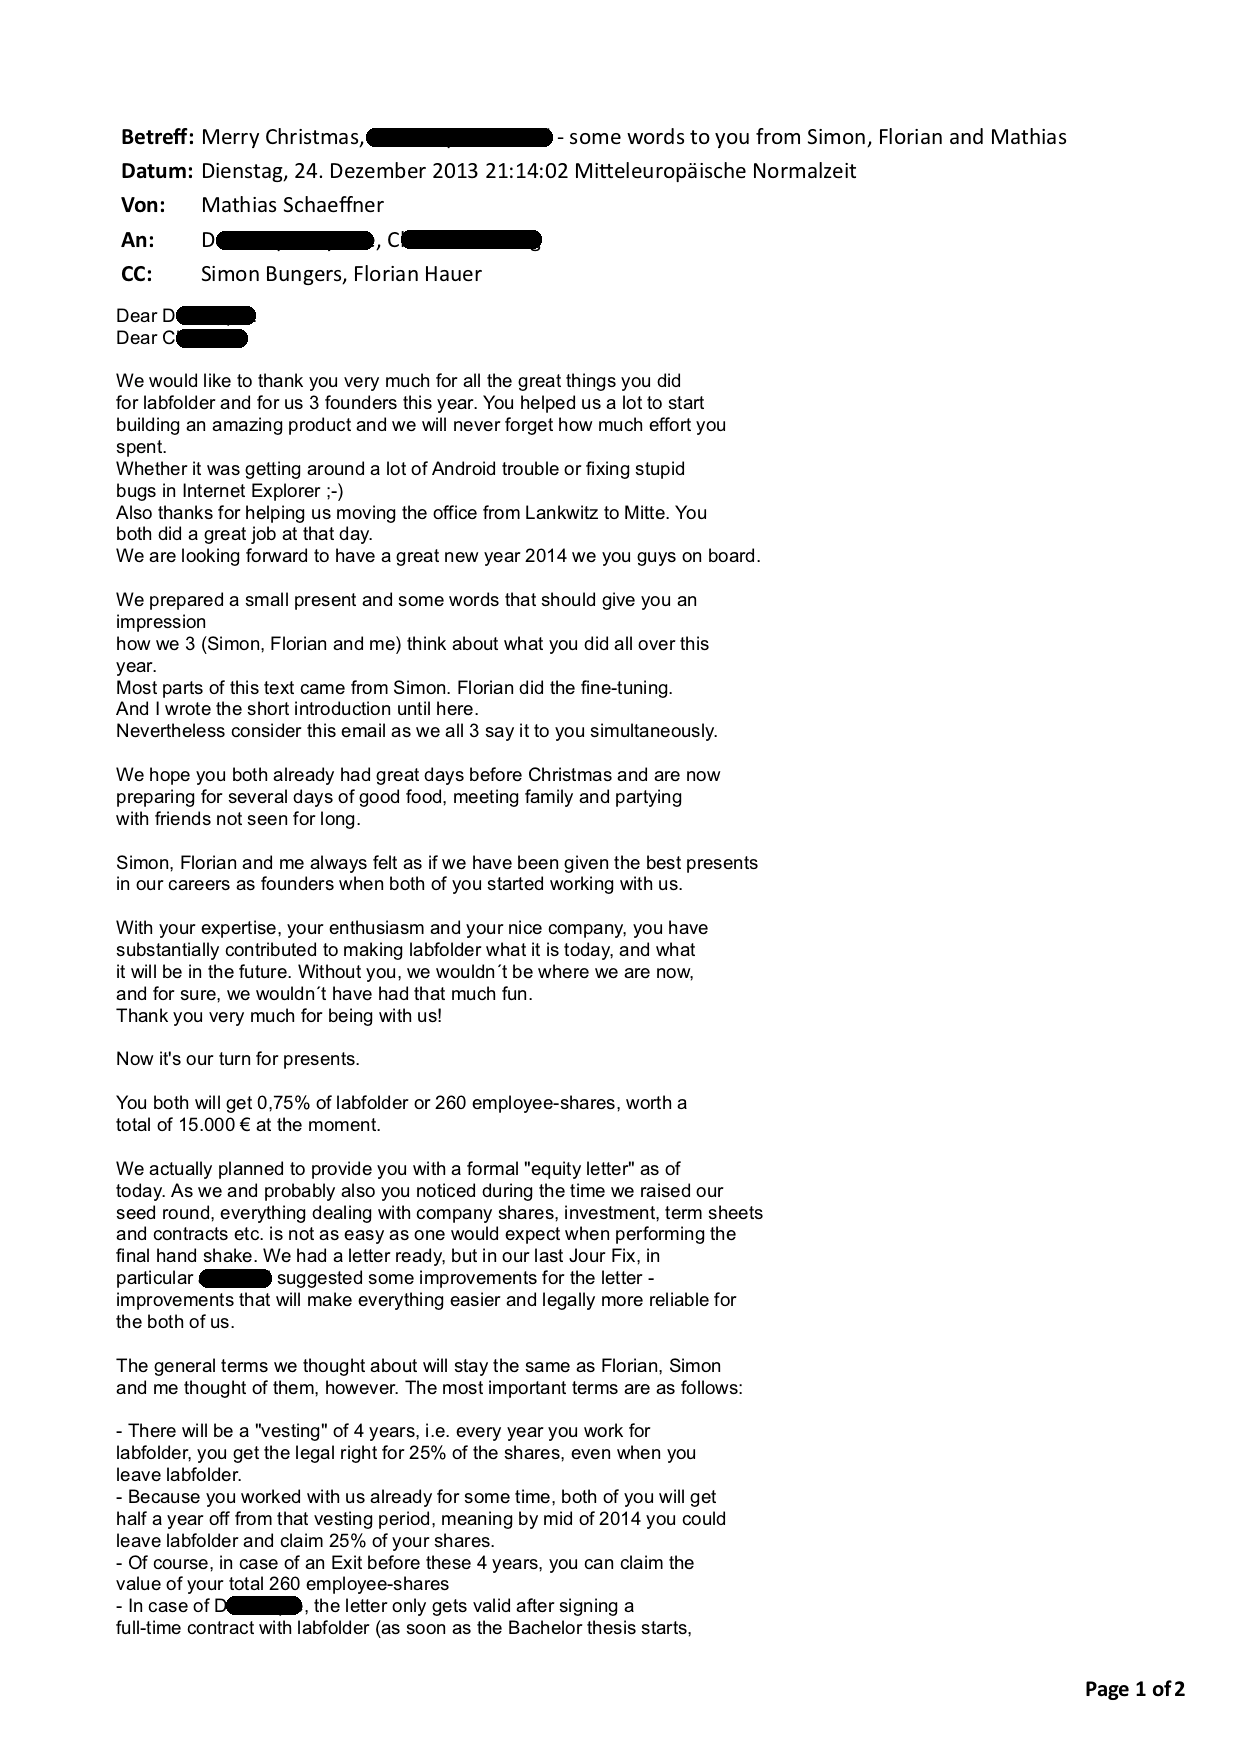 Betreff: Merry Christmas, - some words to you from Simon, Florian and Mathias
Datum: Dienstag, 24. Dezember 2013 21:14:02 Mitteleuropäische Normalzeit
Von: Mathias Schaeffner
An: D , C
CC: Simon Bungers, Florian Hauer
Dear D
Dear C
We would like to thank you very much for all the great things you did
for labfolder and for us 3 founders this year. You helped us a lot to start
building an amazing product and we will never forget how much effort you
spent.
Whether it was getting around a lot of Android trouble or fixing stupid
bugs in Internet Explorer ;-)
Also thanks for helping us moving the office from Lankwitz to Mitte. You
both did a great job at that day.
We are looking forward to have a great new year 2014 we you guys on board.
We prepared a small present and some words that should give you an
impression
how we 3 (Simon, Florian and me) think about what you did all over this
year.
Most parts of this text came from Simon. Florian did the fine-tuning.
And I wrote the short introduction until here.
Nevertheless consider this email as we all 3 say it to you simultaneously.
We hope you both already had great days before Christmas and are now
preparing for several days of good food, meeting family and partying
with friends not seen for long.
Simon, Florian and me always felt as if we have been given the best presents
in our careers as founders when both of you started working with us.
With your expertise, your enthusiasm and your nice company, you have
substantially contributed to making labfolder what it is today, and what
it will be in the future. Without you, we wouldn´t be where we are now,
and for sure, we wouldn´t have had that much fun.
Thank you very much for being with us!
Now it's our turn for presents.
You both will get 0,75% of labfolder or 260 employee-shares, worth a
total of 15.000 € at the moment.
We actually planned to provide you with a formal "equity letter" as of
today. As we and probably also you noticed during the time we raised our
seed round, everything dealing with company shares, investment, term sheets
and contracts etc. is not as easy as one would expect when performing the
final hand shake. We had a letter ready, but in our last Jour Fix, in
particular suggested some improvements for the letter -
improvements that will make everything easier and legally more reliable for
the both of us.
The general terms we thought about will stay the same as Florian, Simon
and me thought of them, however. The most important terms are as follows:
- There will be a "vesting" of 4 years, i.e. every year you work for
labfolder, you get the legal right for 25% of the shares, even when you
leave labfolder.
- Because you worked with us already for some time, both of you will get
half a year off from that vesting period, meaning by mid of 2014 you could
leave labfolder and claim 25% of your shares.
- Of course, in case of an Exit before these 4 years, you can claim the
value of your total 260 employee-shares
- In case of D , the letter only gets valid after signing a
full-time contract with labfolder (as soon as the Bachelor thesis starts,
Page 1 of 2